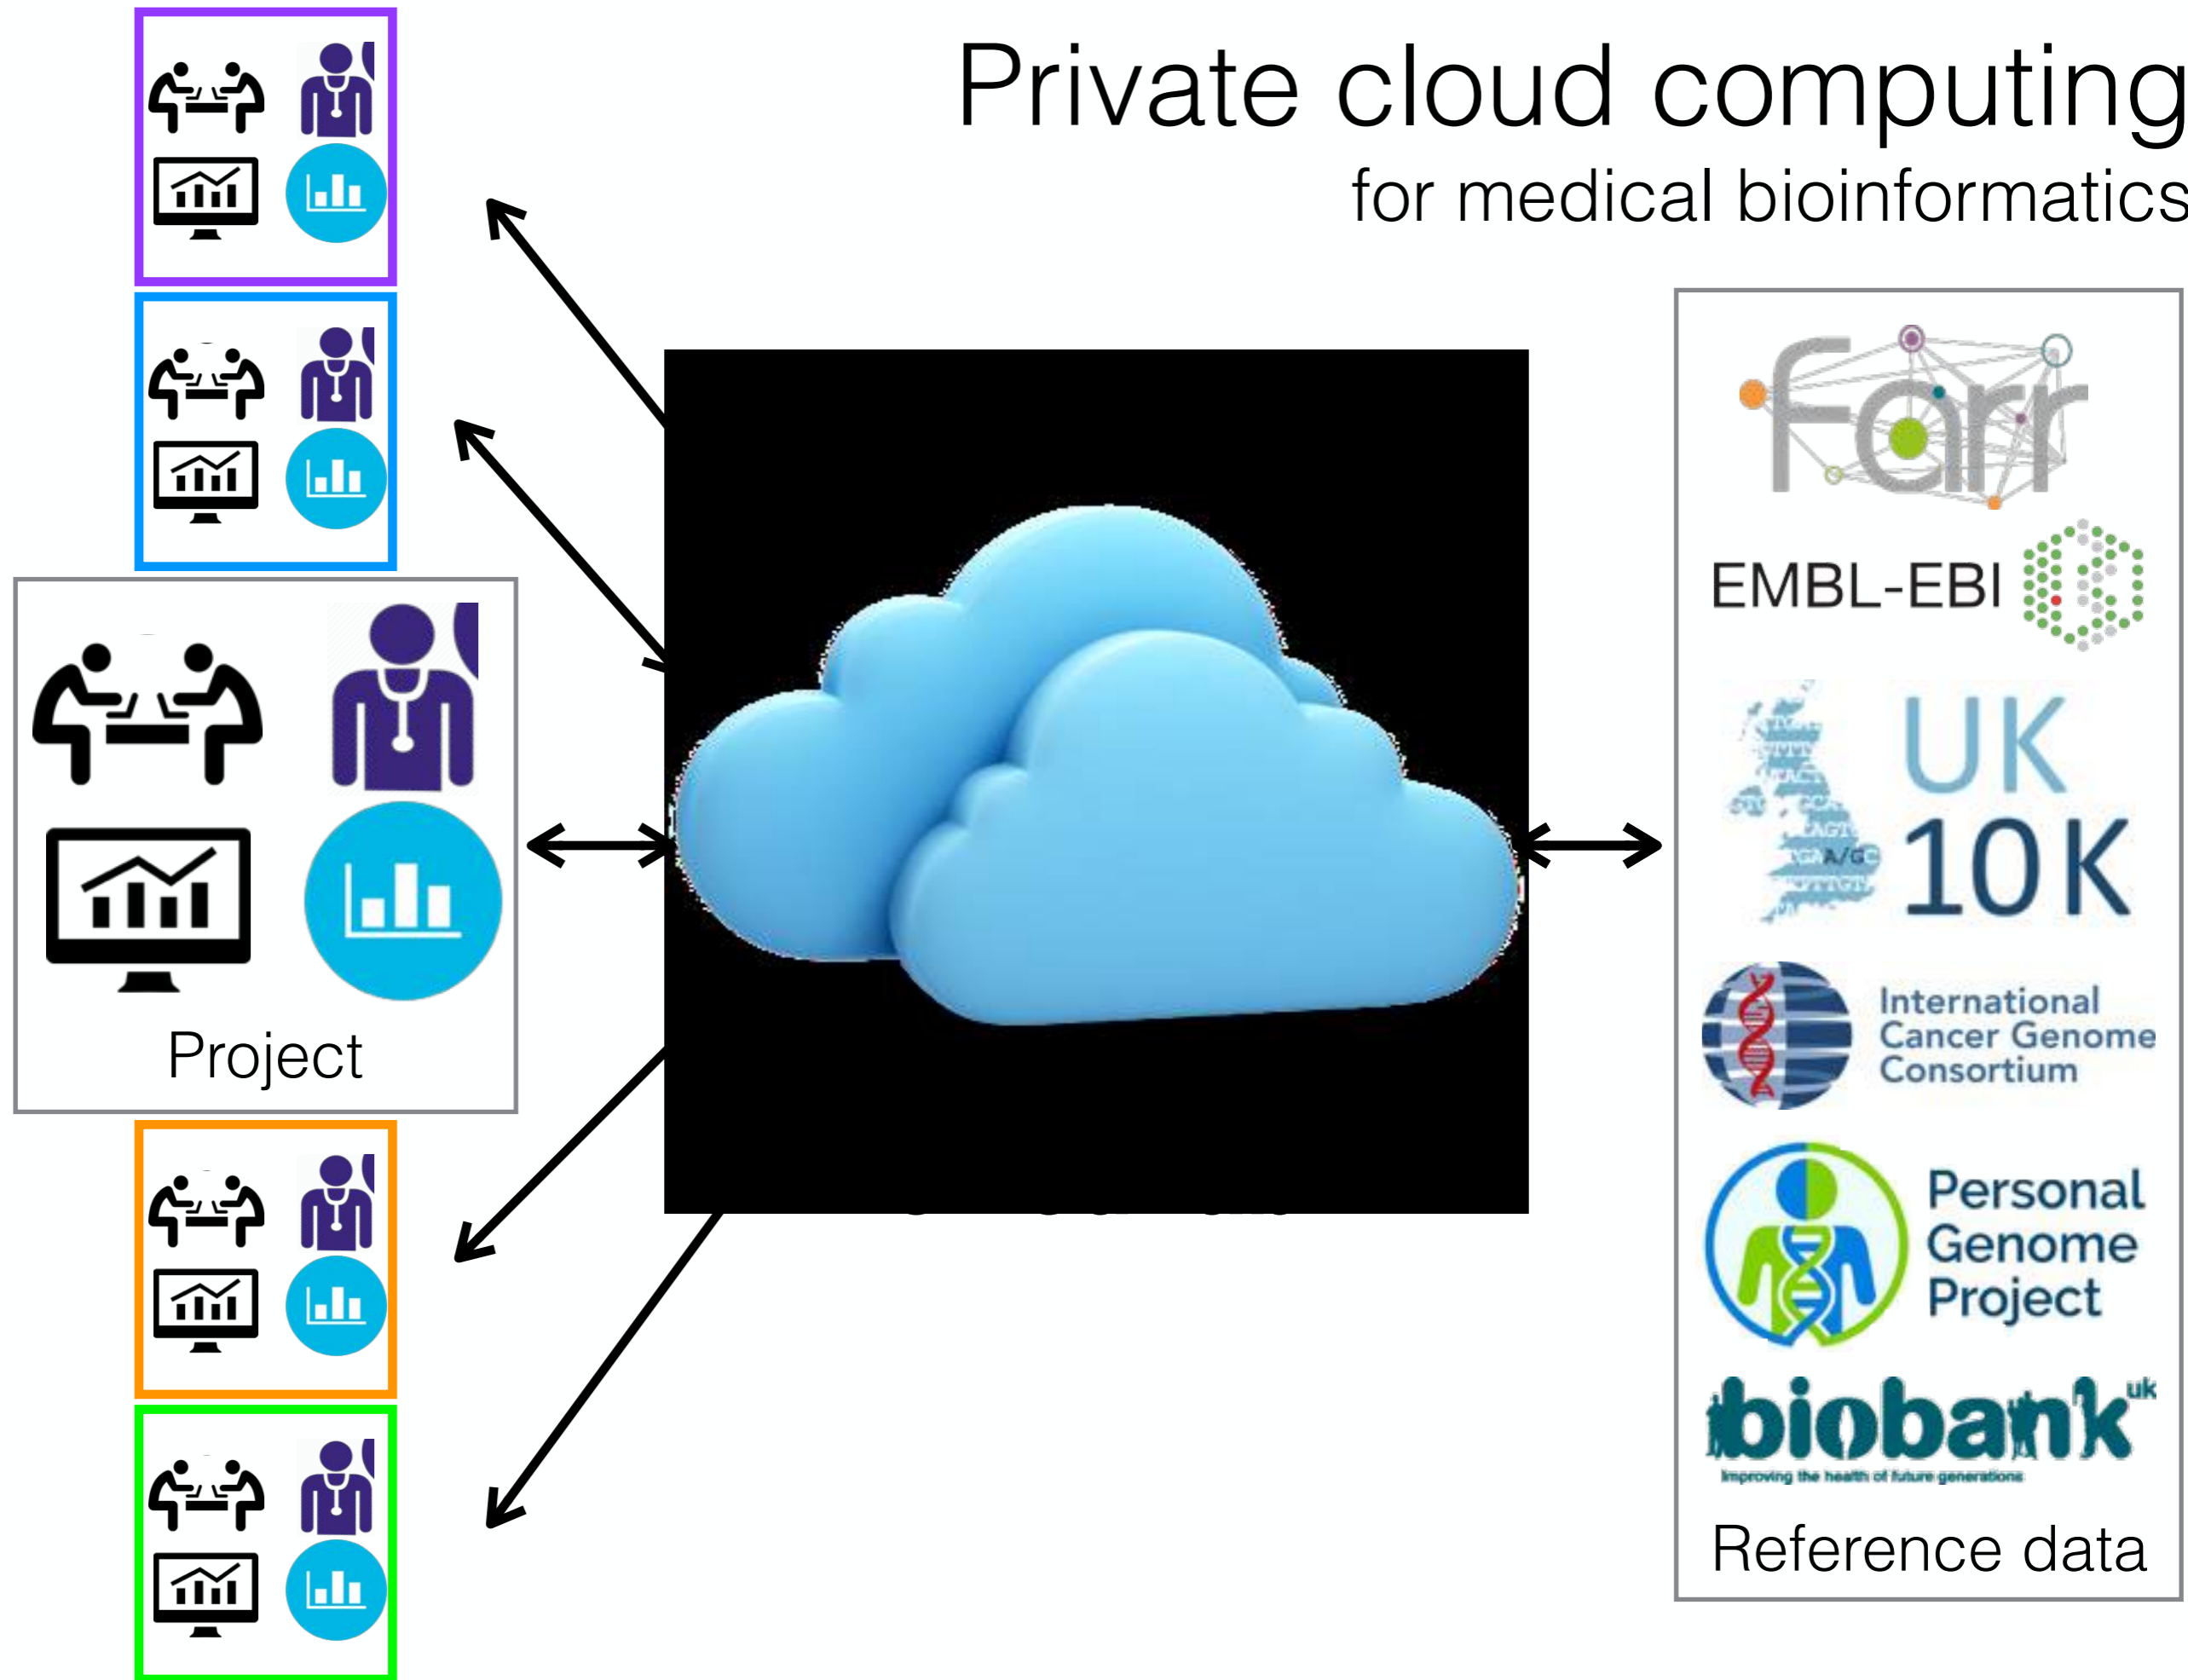 Private cloud computing
for medical bioinformatics
Project
farr
EMBL-EBI
UK
10K
International
Cancer Genome
Consortium
Personal
Genome
Project
biobank uk
Improving the health of future generations
Reference data